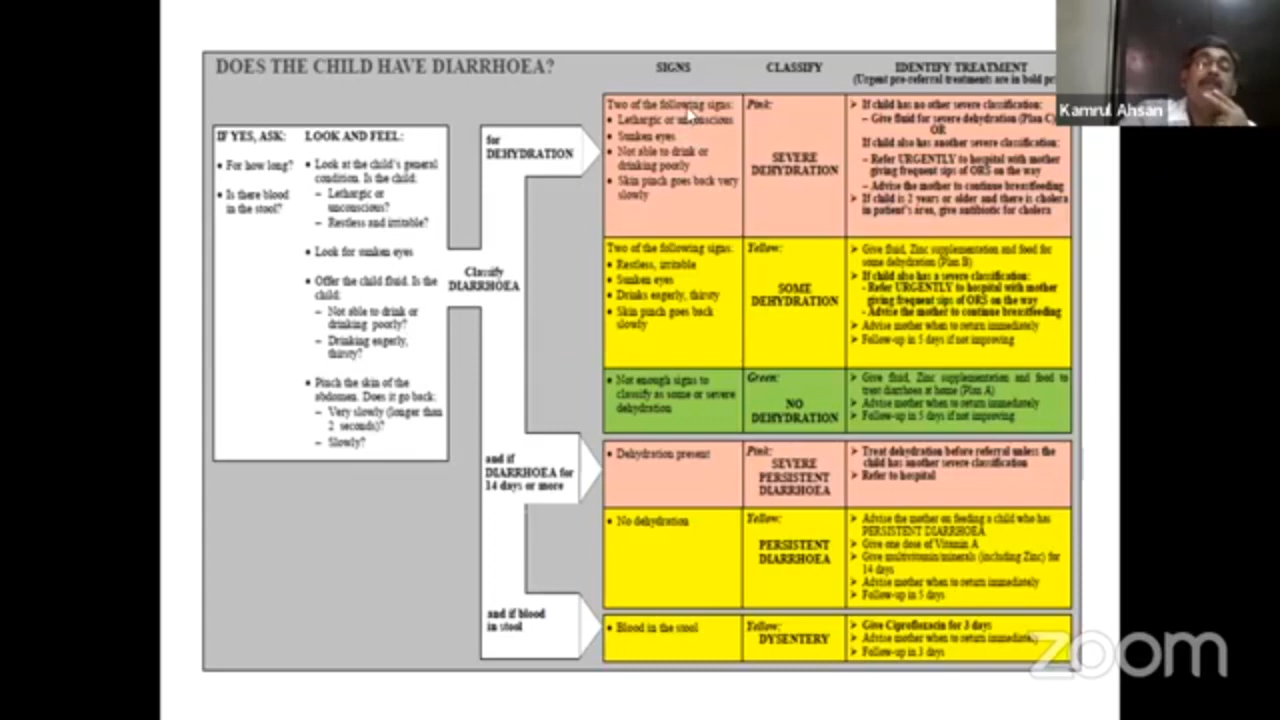 DOES THE CHILD HAVE DIARRHOEA?
IF YES, ASK:
• For how long?
• Is there blood
in the stool?
LOOK AND FEEL:
• Look at the child's general
condition. Is the child:
– Lethargic or
unconscious?
– Restless and irritable?
• Look for sunken eyes
• Offer the child fluid. Is the
child:
– Not able to drink or
drinking poorly?
– Drinking eagerly,
thirsty?
• Pinch the skin of the
abdomen. Does it go back:
– Very slowly (longer than
2 seconds)?
– Slowly?
Classify
DIARRHOEA
for
DEHYDRATION
and if
DIARRHOEA for
14 days or more
and if blood
in stool
SIGNS
CLASSIFY
IDENTIFY TREATMENT
(Urgent pre-referral treatments are in bold
Two of the following signs:
• Lethargic or unconscious
• Sunken eyes
• Not able to drink or
drinking poorly
• Skin pinch goes back very
slowly
Pink:
SEVERE
DEHYDRATION
➢ If child has no other severe classification:
– Give fluid for severe dehydration (Plan C)
OR
If child also has another severe classification:
– Refer URGENTLY to hospital with mother
giving frequent sips of ORS on the way
– Advise the mother to continue breastfeeding
➢ If child is 2 years or older and there is cholera
in patient's area, give antibiotic for cholera
Two of the following signs:
• Restless, irritable
• Sunken eyes
• Drinks eagerly, thirsty
• Skin pinch goes back
slowly
Yellow:
SOME
DEHYDRATION
➢ Give fluid, Zinc supplementation and food for
some dehydration (Plan B)
➢ If child also has a severe classification:
- Refer URGENTLY to hospital with mother
giving frequent sips of ORS on the way
- Advise the mother to continue breastfeeding
➢ Advise mother when to return immediately
➢ Follow-up in 5 days if not improving
• Not enough signs to
classify as some or severe
dehydration
Green:
NO
DEHYDRATION
➢ Give fluid, Zinc supplementation and food to
treat diarrhoea at home (Plan A)
➢ Advise mother when to return immediately
➢ Follow-up in 5 days if not improving
• Dehydration present
Pink:
SEVERE
PERSISTENT
DIARRHOEA
➢ Treat dehydration before referral unless the
child has another severe classification
➢ Refer to hospital
• No dehydration
Yellow:
PERSISTENT
DIARRHOEA
➢ Advise the mother on feeding a child who has
PERSISTENT DIARRHOEA
➢ Give one dose of Vitamin A
➢ Give multivitamin/minerals (including Zinc) for
14 days
➢ Advise mother when to return immediately
➢ Follow-up in 5 days
• Blood in the stool
Yellow:
DYSENTERY
➢ Give Ciprofloxacin for 3 days
➢ Advise mother when to return immediately
➢ Follow-up in 3 days
Kamrul Ahsan
zoom